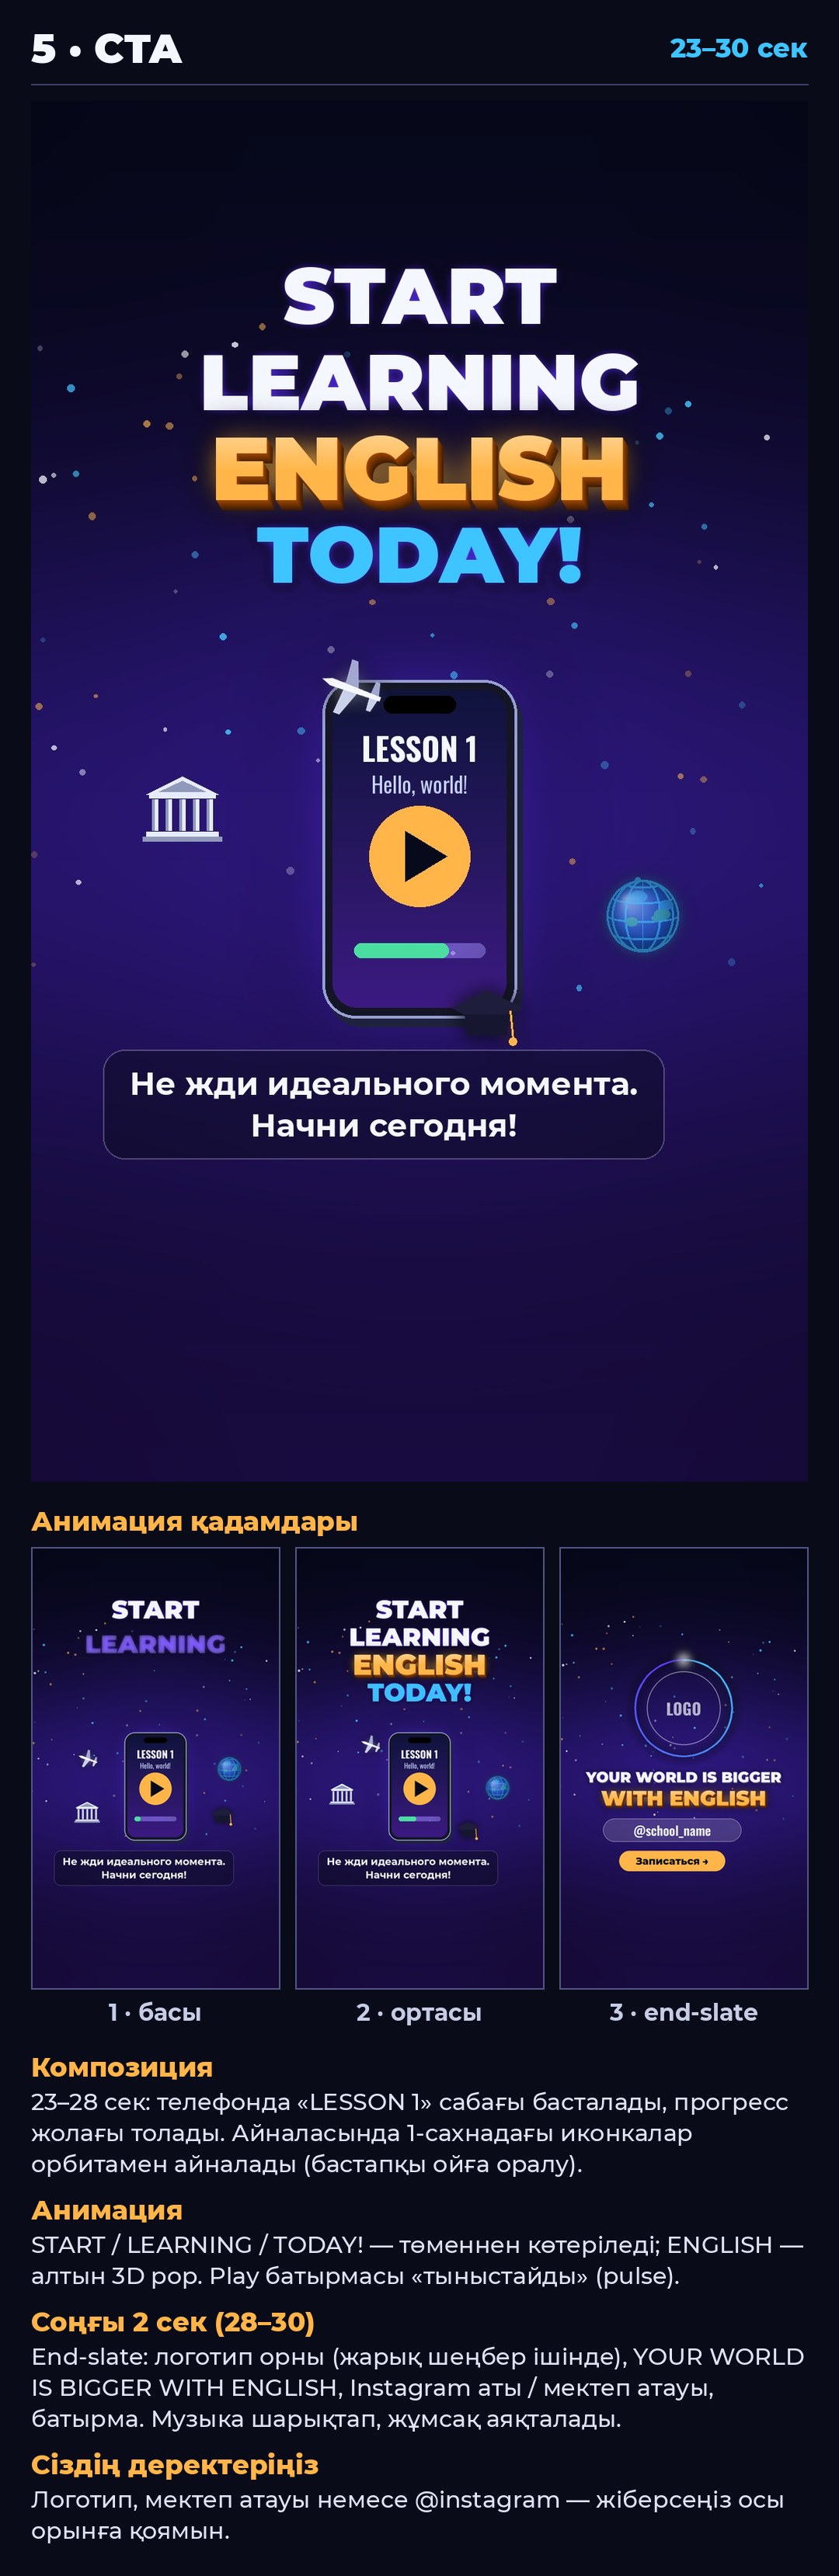 5 • CTA
23–30 сек
START
LEARNING
ENGLISH
TODAY!
LESSON 1
Hello, world!
Не жди идеального момента.
Начни сегодня!
Анимация қадамдары
START
LEARNING
LESSON 1
Hello, world!
Не жди идеального момента.
Начни сегодня!
START
LEARNING
ENGLISH
TODAY!
LESSON 1
Hello, world!
Не жди идеального момента.
Начни сегодня!
LOGO
YOUR WORLD IS BIGGER
WITH ENGLISH
@school_name
Записаться →
1 · басы
2 · ортасы
3 · end-slate
Композиция
23–28 сек: телефонда «LESSON 1» сабағы басталады, прогресс
жолағы толады. Айналасында 1-сахнадағы иконкалар
орбитамен айналады (бастапқы ойға оралу).
Анимация
START / LEARNING / TODAY! — төменнен көтеріледі; ENGLISH —
алтын 3D pop. Play батырмасы «тыныстайды» (pulse).
Соңғы 2 сек (28–30)
End-slate: логотип орны (жарық шеңбер ішінде), YOUR WORLD
IS BIGGER WITH ENGLISH, Instagram аты / мектеп атауы,
батырма. Музыка шарықтап, жұмсақ аяқталады.
Сіздің деректеріңіз
Логотип, мектеп атауы немесе @instagram — жіберсеңіз осы
орынға қоямын.